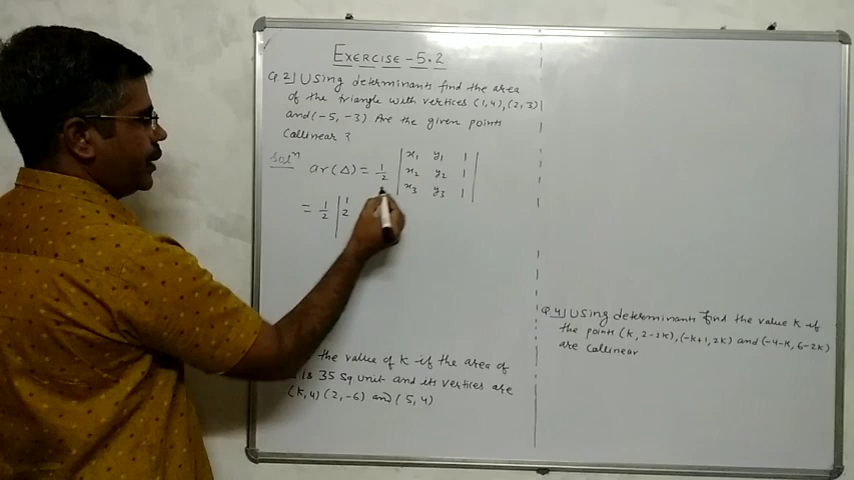 EXERCISE - 5.2
Q.2] Using determinants find the area
of the triangle with vertices (1,4), (2,3)
and (-5, -3). Are the given points
Collinear?
Solⁿ ar(Δ) = 1/2 | x₁ y₁ 1 |
| x₂ y₂ 1 |
| x₃ y₃ 1 |
= 1/2 | 1
2
the value of k if the area of
is 35 sq unit and its vertices are
(k,4) (2,-6) and (5,4)
Q.4] Using determinants find the value k if
the points (k, 2-2k), (-k+1, 2k) and (-4-k, 6-2k)
are Collinear